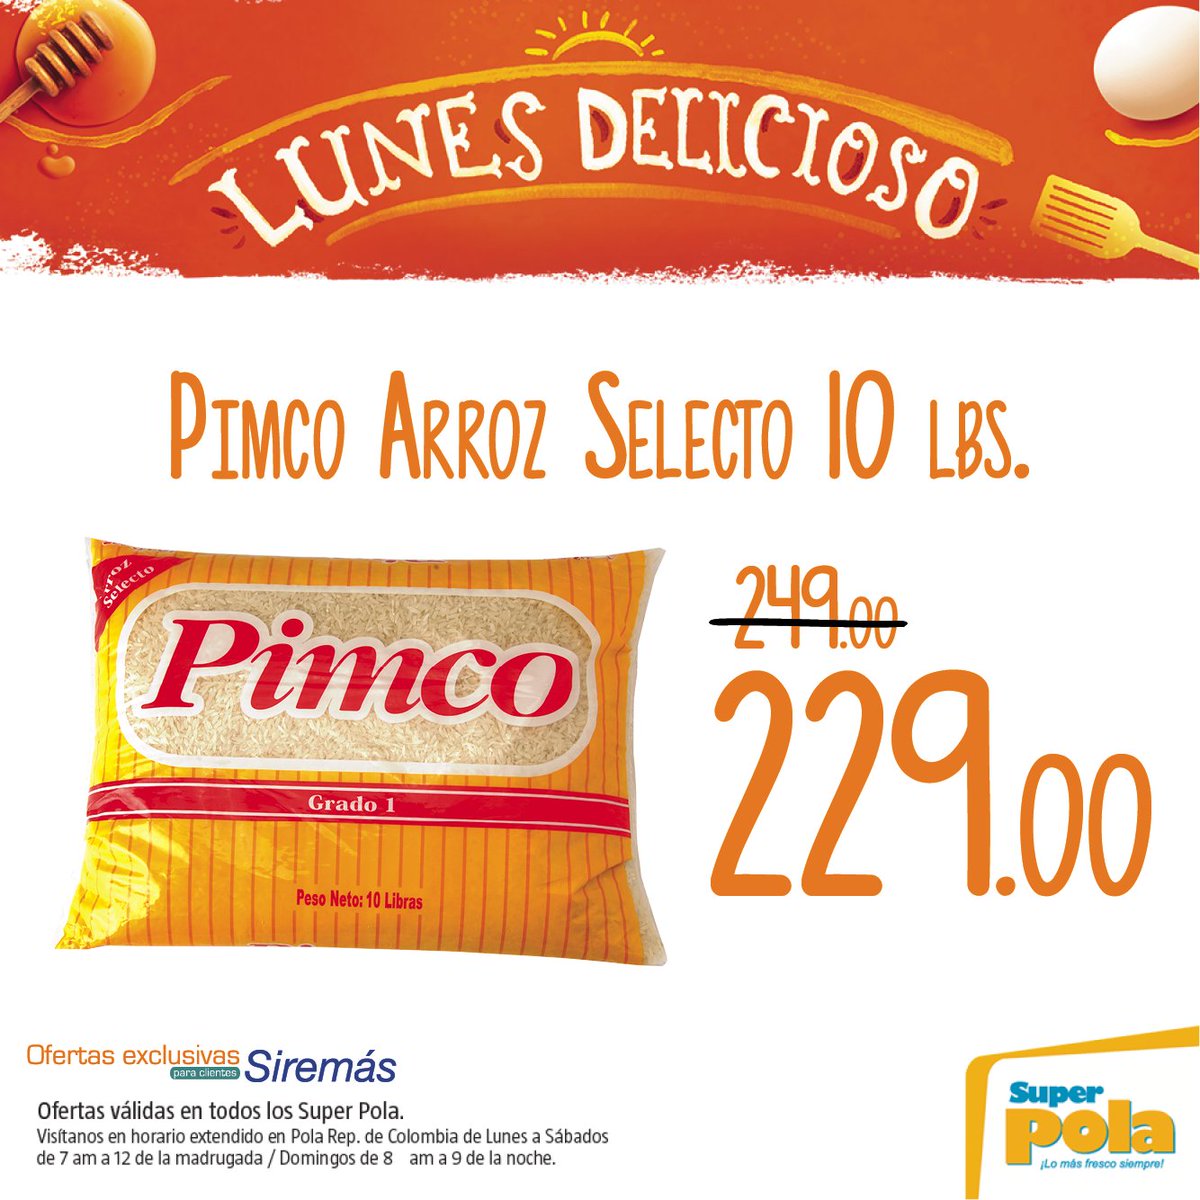 LUNES DELICIOSO
PIMCO ARROZ SELECTO 10 LBS.
Arroz
Selecto
Pimco
Grado 1
Peso Neto: 10 Libras
249.00
229.00
Ofertas exclusivas
para clientes
Siremás
Ofertas válidas en todos los Super Pola.
Visítanos en horario extendido en Pola Rep. de Colombia de Lunes a Sábados
de 7 am a 12 de la madrugada / Domingos de 8 am a 9 de la noche.
Super
pola
¡Lo más fresco siempre!